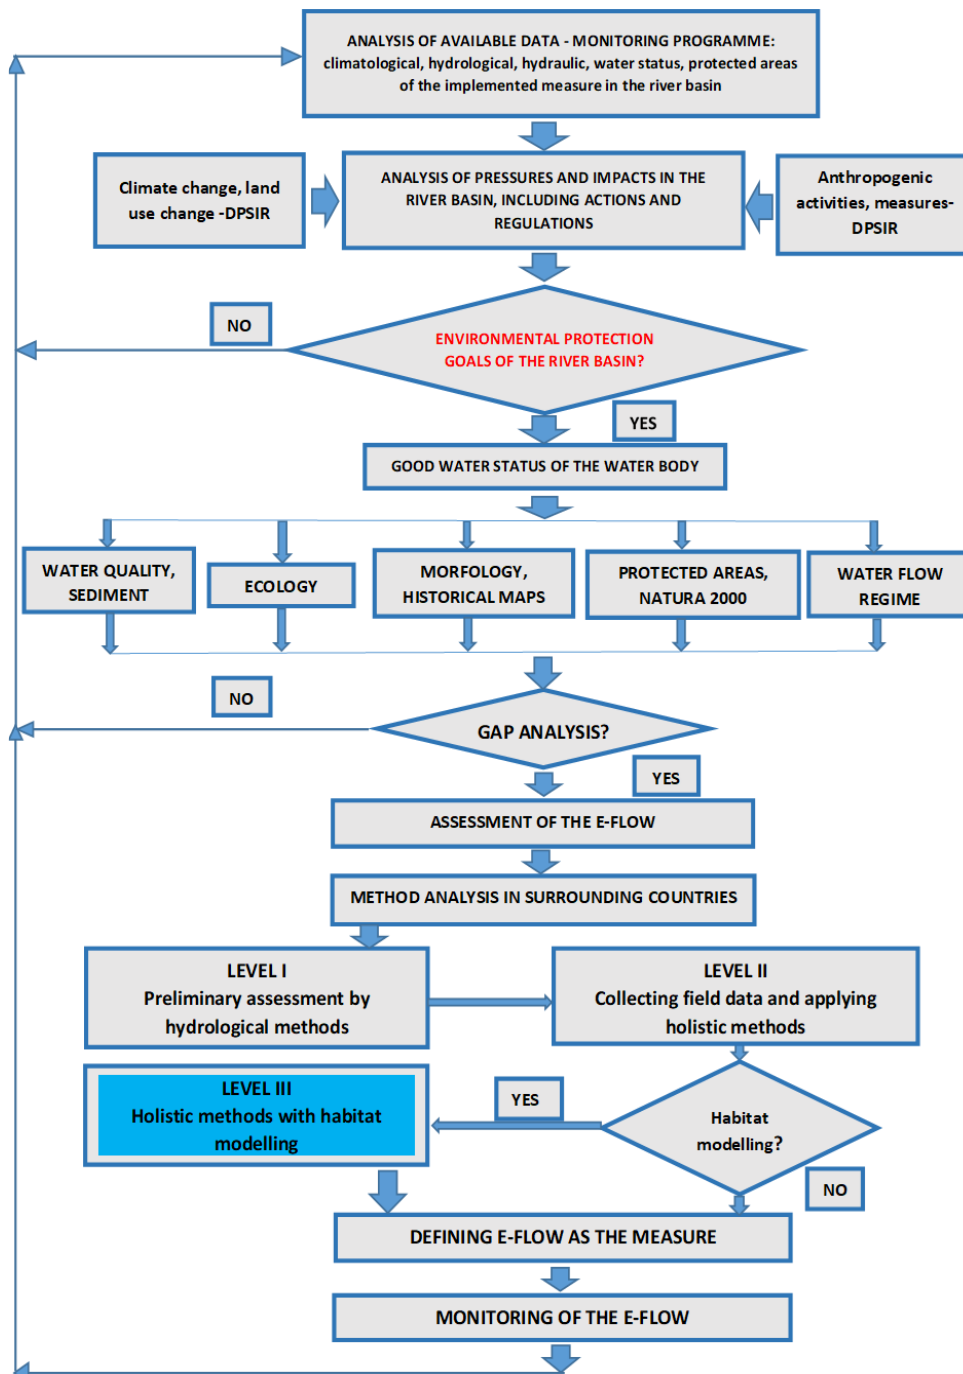 ANALYSIS OF AVAILABLE DATA - MONITORING PROGRAMME:
climatological, hydrological, hydraulic, water status, protected areas
of the implemented measure in the river basin
Climate change, land
use change -DPSIR
ANALYSIS OF PRESSURES AND IMPACTS IN THE
RIVER BASIN, INCLUDING ACTIONS AND
REGULATIONS
Anthropogenic
activities, measures-
DPSIR
NO
ENVIRONMENTAL PROTECTION
GOALS OF THE RIVER BASIN?
YES
GOOD WATER STATUS OF THE WATER BODY
WATER QUALITY,
SEDIMENT
ECOLOGY
MORFOLOGY,
HISTORICAL MAPS
PROTECTED AREAS,
NATURA 2000
WATER FLOW
REGIME
NO
GAP ANALYSIS?
YES
ASSESSMENT OF THE E-FLOW
METHOD ANALYSIS IN SURROUNDING COUNTRIES
LEVEL I
Preliminary assessment by
hydrological methods
LEVEL II
Collecting field data and applying
holistic methods
LEVEL III
Holistic methods with habitat
modelling
YES
Habitat
modelling?
NO
DEFINING E-FLOW AS THE MEASURE
MONITORING OF THE E-FLOW